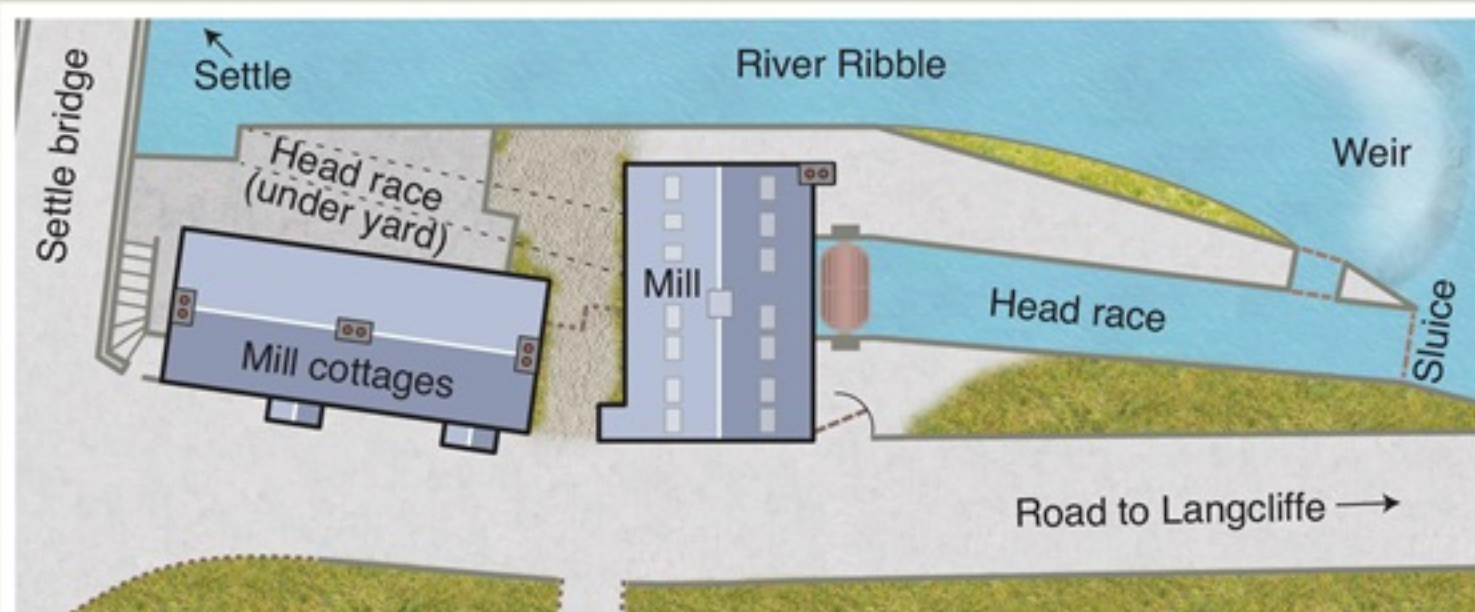 Settle
River Ribble
Settle bridge
Weir
Head race
(under yard)
Mill
Head race
Sluice
Mill cottages
Road to Langcliffe